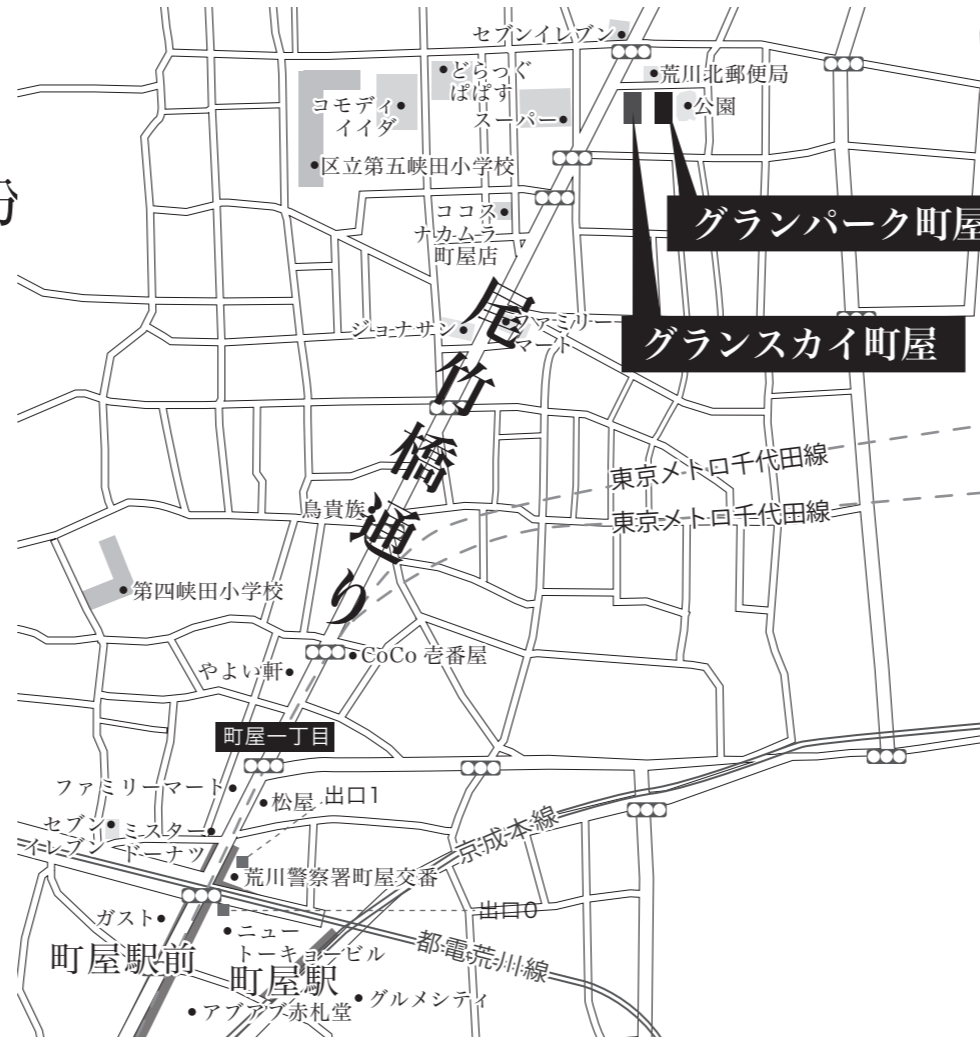 セブンイレブン
どらっぐ
ぱぱす
荒川北郵便局
コモディ
イイダ
スーパー
公園
区立第五峡田小学校
分
ココス
ナカムラ
町屋店
グランパーク町屋
尾竹橋通り
ジョナサン
ファミリー
マート
グランスカイ町屋
東京メトロ千代田線
鳥貴族
東京メトロ千代田線
第四峡田小学校
CoCo 壱番屋
やよい軒
町屋一丁目
ファミリーマート
松屋
出口1
セブン
イレブン
ミスター
ドーナツ
京成本線
荒川警察署町屋交番
出口0
ガスト
ニュー
トーキョービル
都電荒川線
町屋駅前
町屋駅
グルメシティ
アブアブ赤札堂